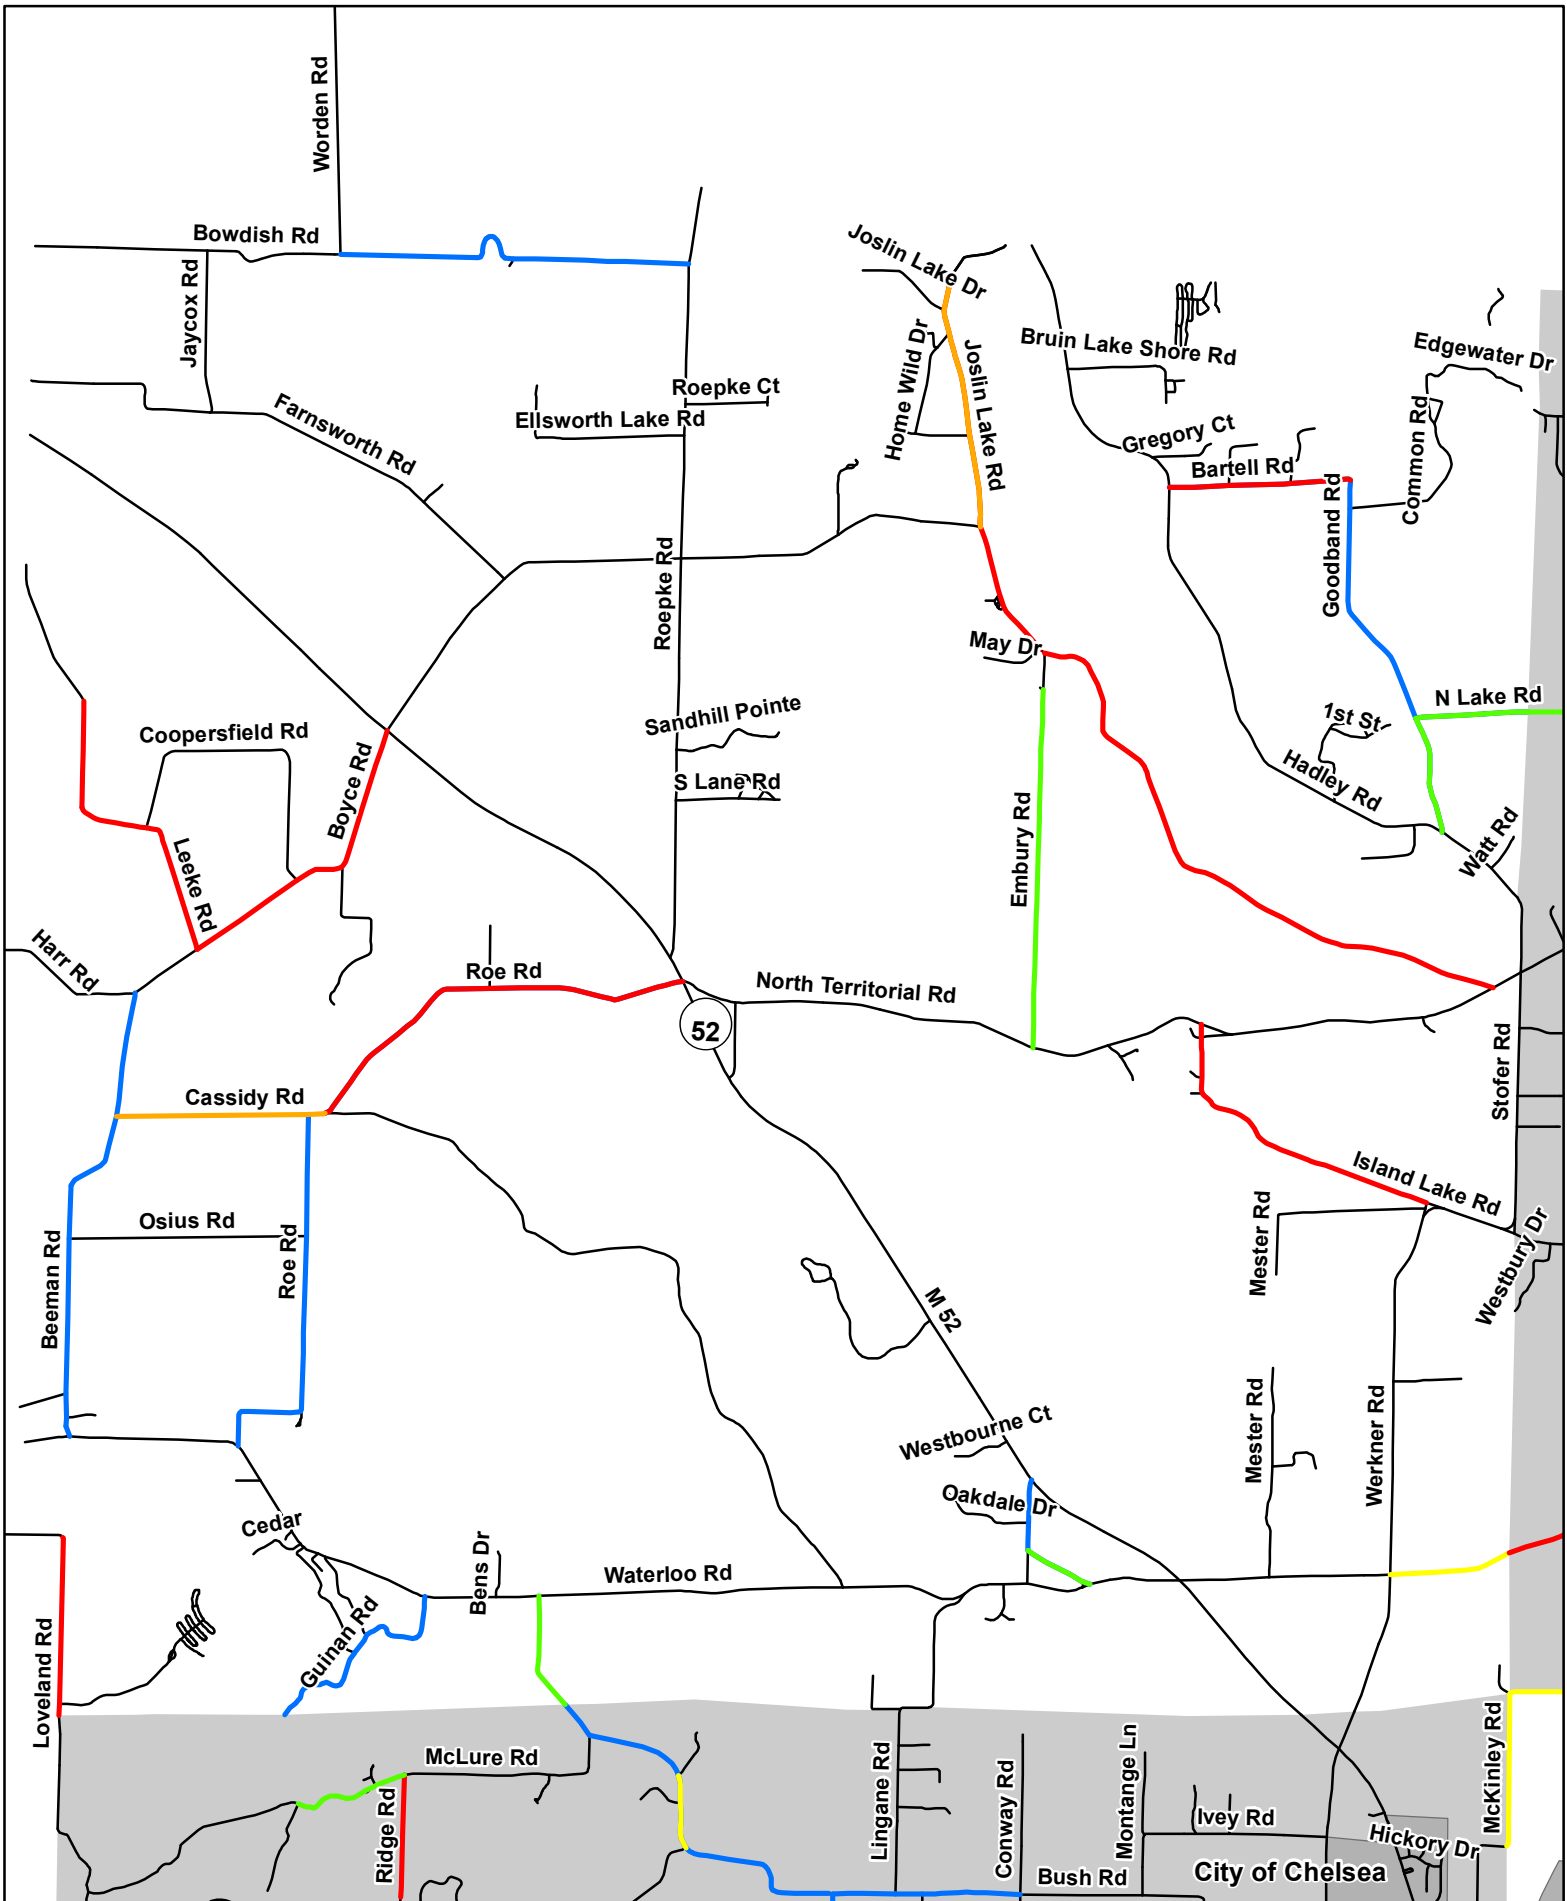 Worden Rd
Bowdish Rd
Jaycox Rd
Joslin Lake Dr
Bruin Lake Shore Rd
Edgewater Dr
Home Wild Dr
Joslin Lake Rd
Roepke Ct
Ellsworth Lake Rd
Farnsworth Rd
Gregory Ct
Bartell Rd
Common Rd
Goodband Rd
Roepke Rd
May Dr
N Lake Rd
1st St
Sandhill Pointe
Coopersfield Rd
S Lane Rd
Boyce Rd
Hadley Rd
Embury Rd
Watt Rd
Leeke Rd
Harr Rd
Roe Rd
North Territorial Rd
52
Stofer Rd
Cassidy Rd
Island Lake Rd
Mester Rd
Westbury Dr
Osius Rd
Roe Rd
Beeman Rd
M 52
Westbourne Ct
Mester Rd
Werkner Rd
Oakdale Dr
Cedar
Bens Dr
Waterloo Rd
Guinan Rd
Loveland Rd
McLure Rd
Ridge Rd
Lingane Rd
Conway Rd
Montange Ln
Ivey Rd
McKinley Rd
Hickory Dr
City of Chelsea
Bush Rd